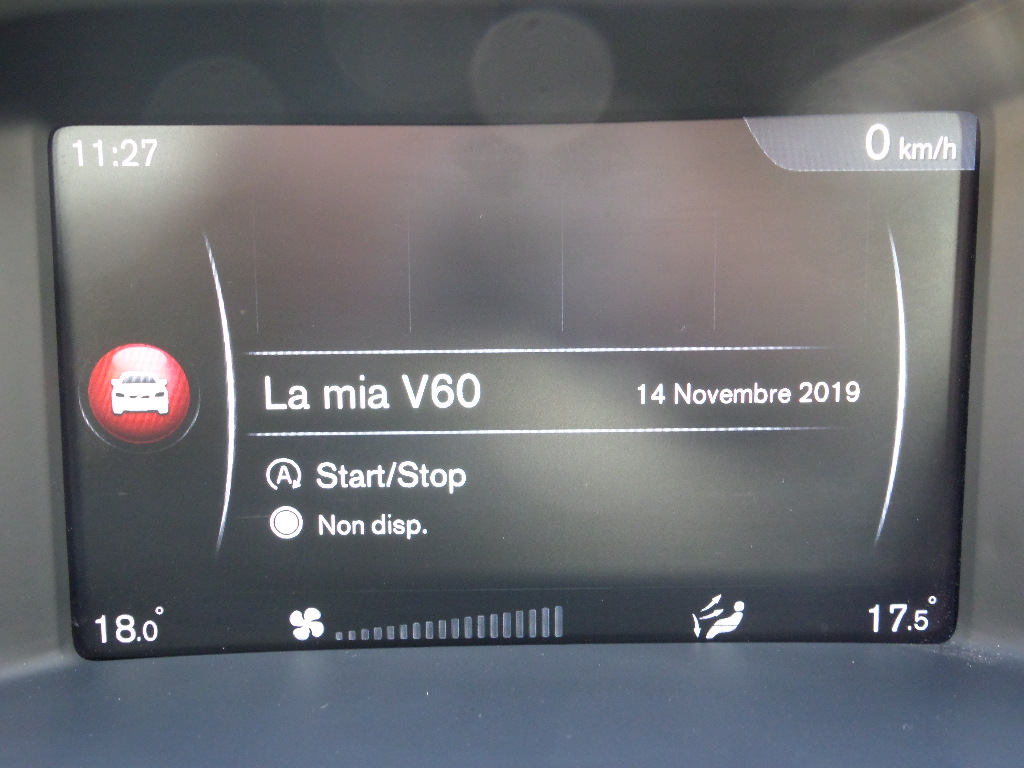 11:27
0 km/h
La mia V60
14 Novembre 2019
A Start/Stop
Non disp.
18.0°
17.5°